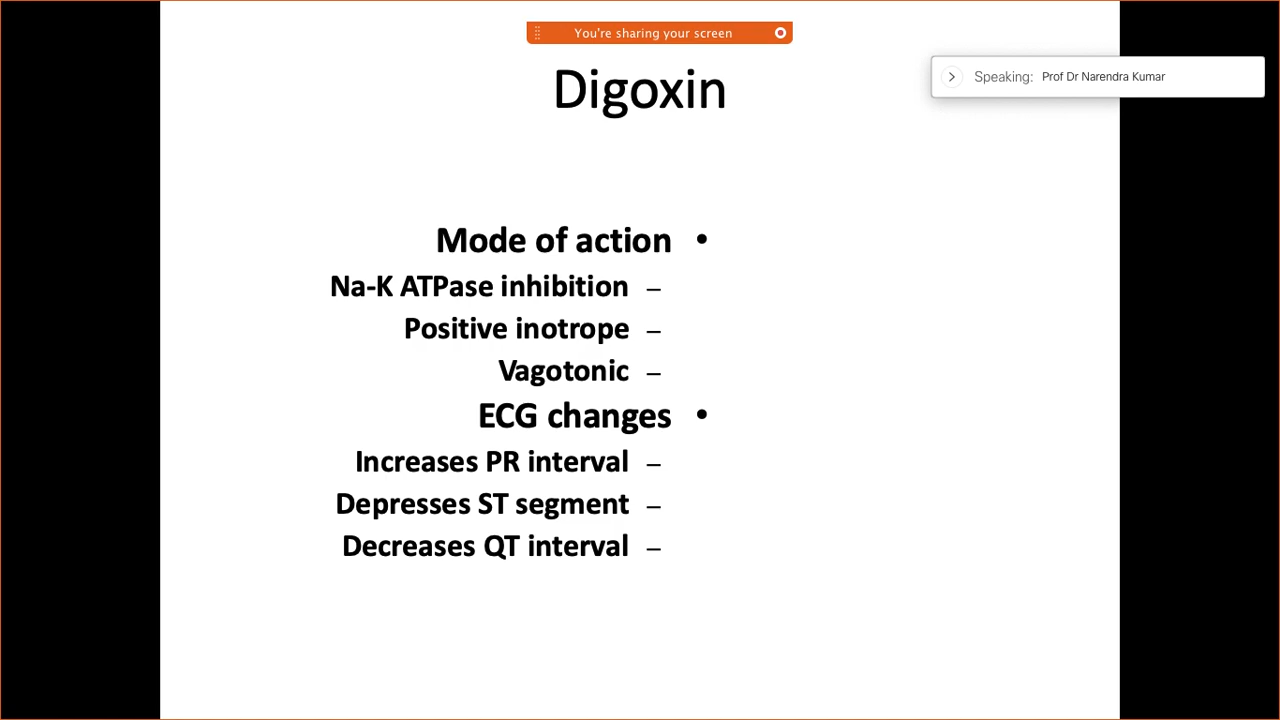 You're sharing your screen
Speaking: Prof Dr Narendra Kumar
Digoxin
• Mode of action
– Na-K ATPase inhibition
– Positive inotrope
– Vagotonic
• ECG changes
– Increases PR interval
– Depresses ST segment
– Decreases QT interval